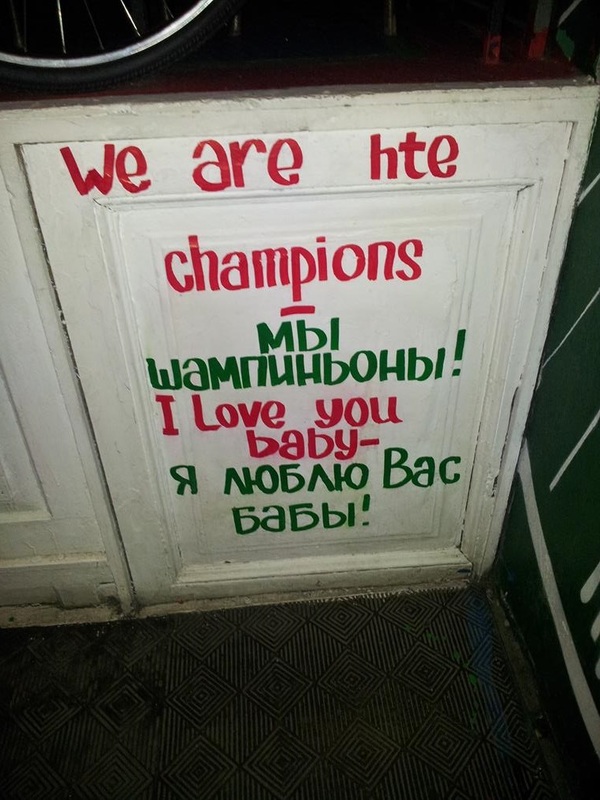 We are hte
champions
–
мы
шампиньоны!
I Love you
baby-
Я люблю Вас
бабы!